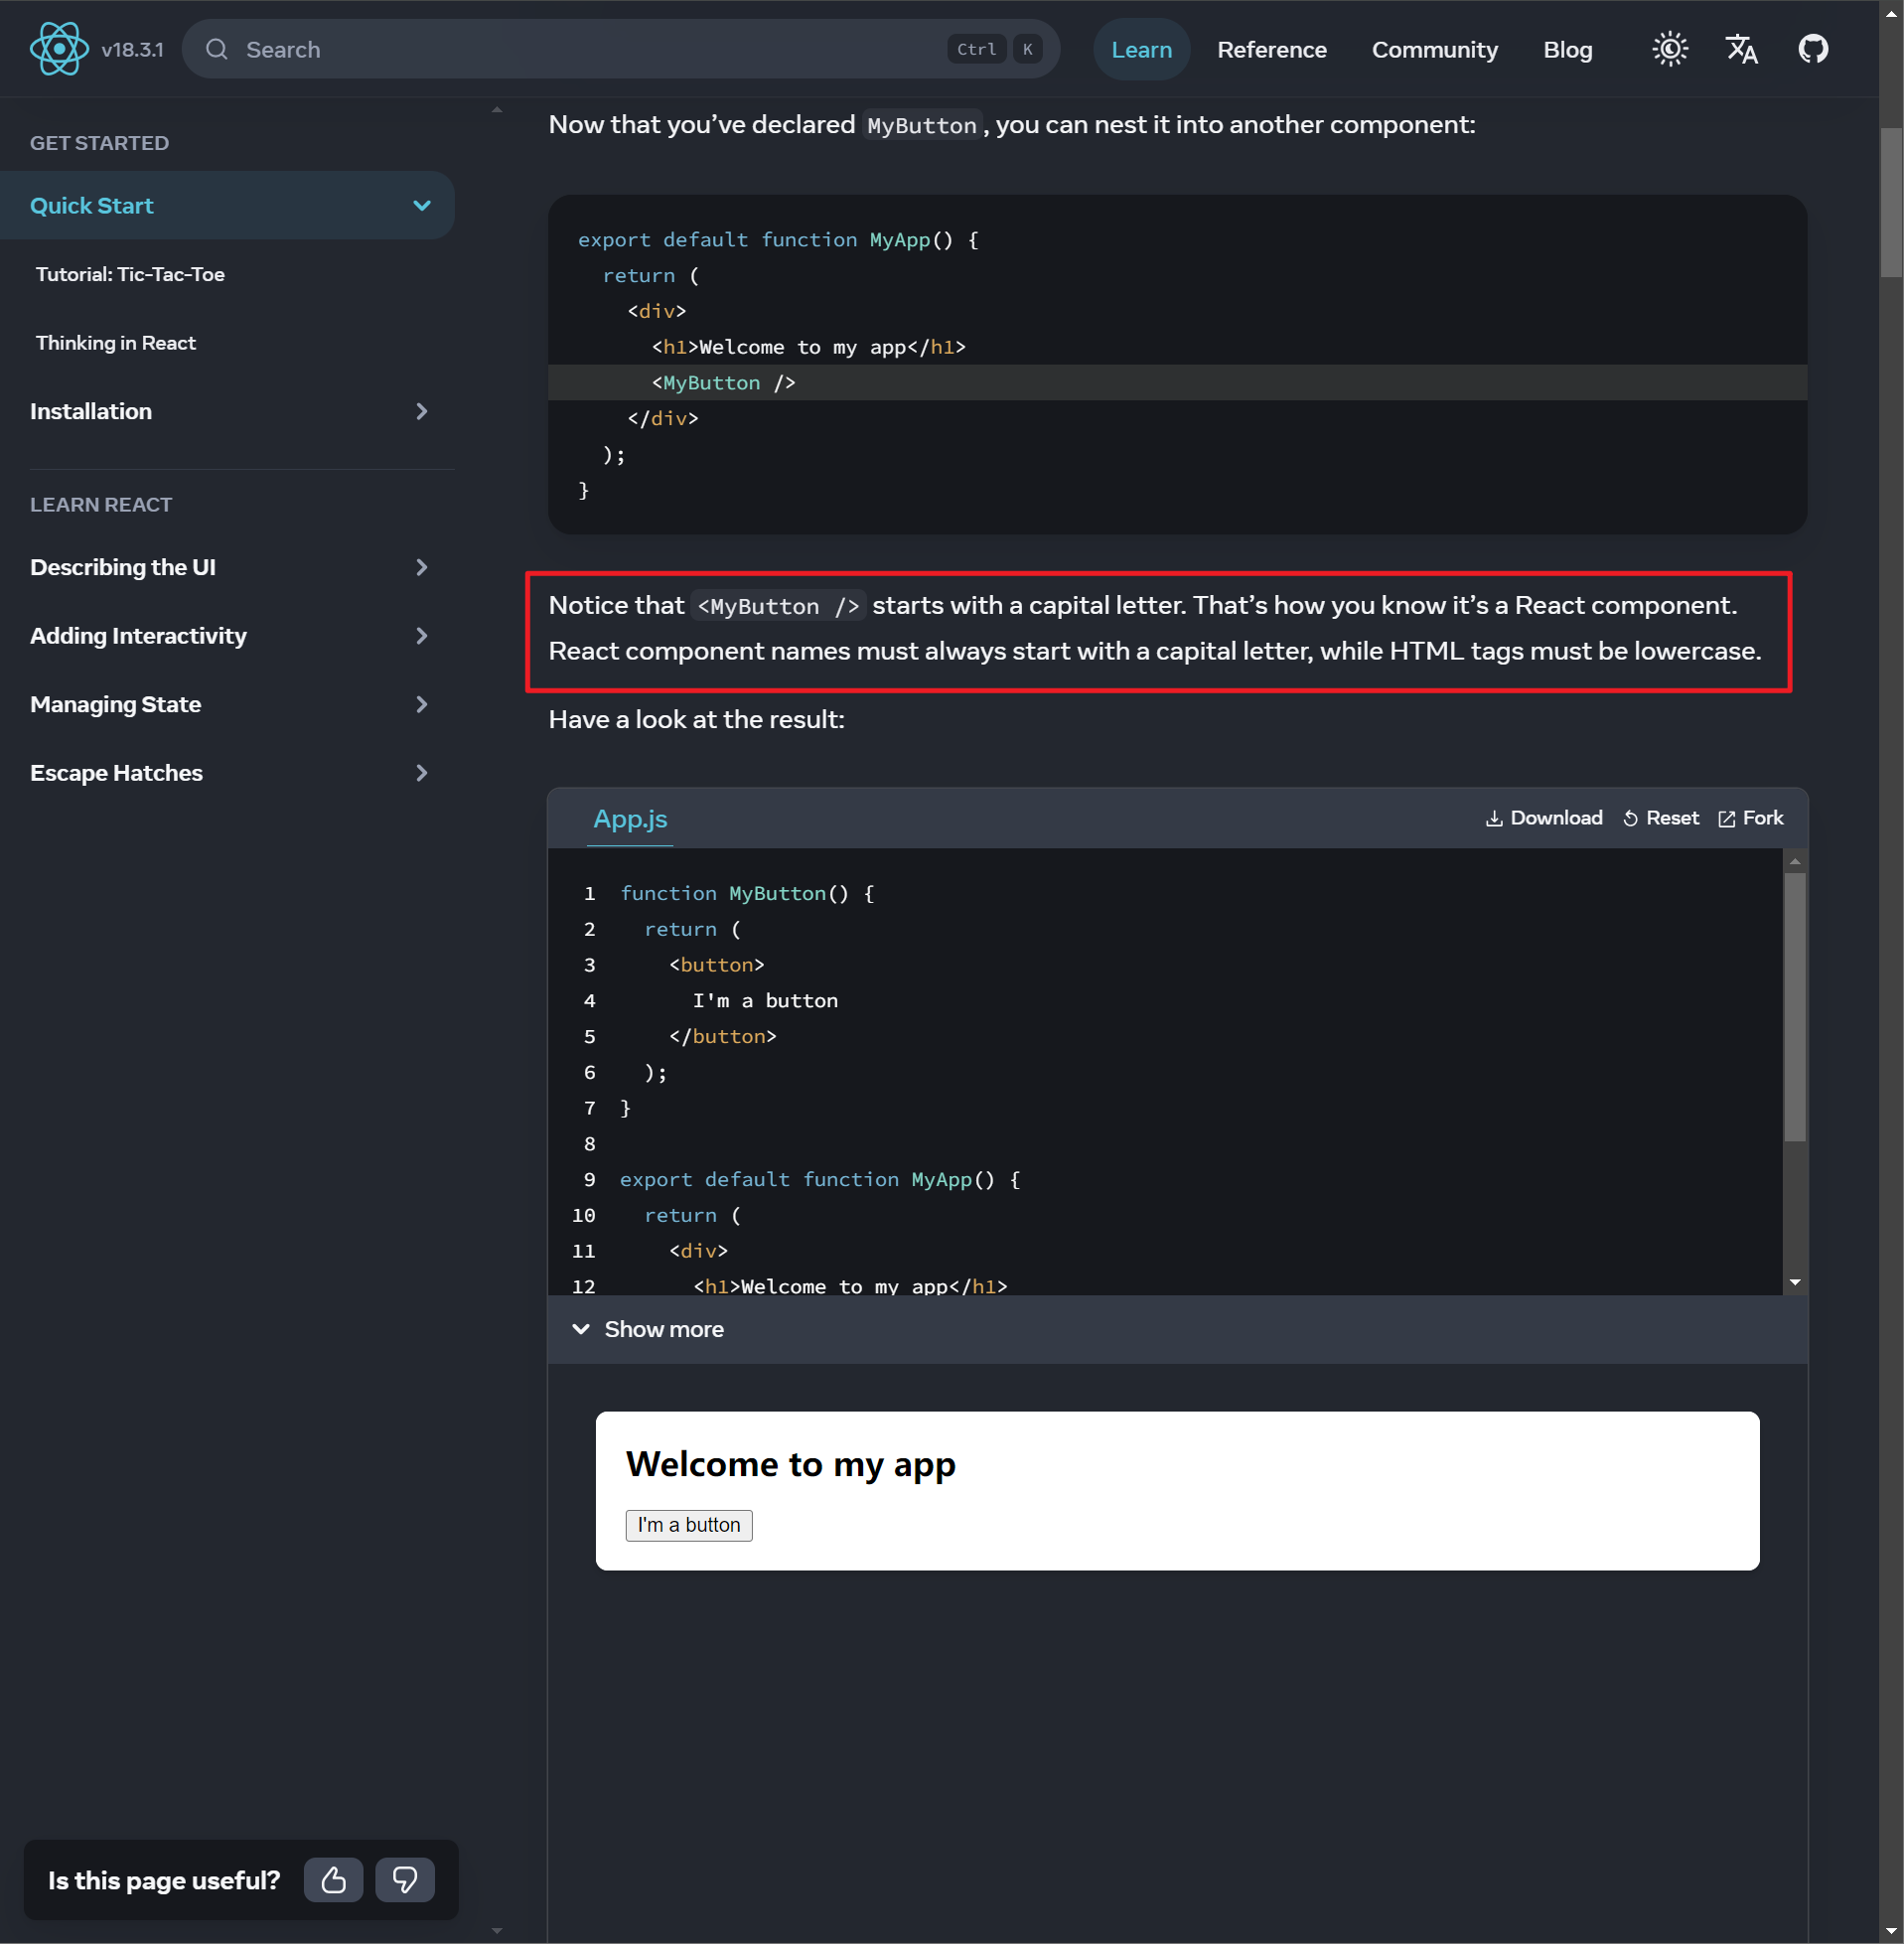 v18.3.1 Search Ctrl K Learn Reference Community Blog
GET STARTED
Quick Start
Tutorial: Tic-Tac-Toe
Thinking in React
Installation
LEARN REACT
Describing the UI
Adding Interactivity
Managing State
Escape Hatches
Now that you’ve declared MyButton, you can nest it into another component:
export default function MyApp() {
  return (
    <div>
      <h1>Welcome to my app</h1>
      <MyButton />
    </div>
  );
}
Notice that <MyButton /> starts with a capital letter. That’s how you know it’s a React component.
React component names must always start with a capital letter, while HTML tags must be lowercase.
Have a look at the result:
App.js Download Reset Fork
1 function MyButton() {
2   return (
3     <button>
4       I'm a button
5     </button>
6   );
7 }
8
9 export default function MyApp() {
10   return (
11     <div>
12       <h1>Welcome to my app</h1>
Show more
Welcome to my app
I'm a button
Is this page useful?